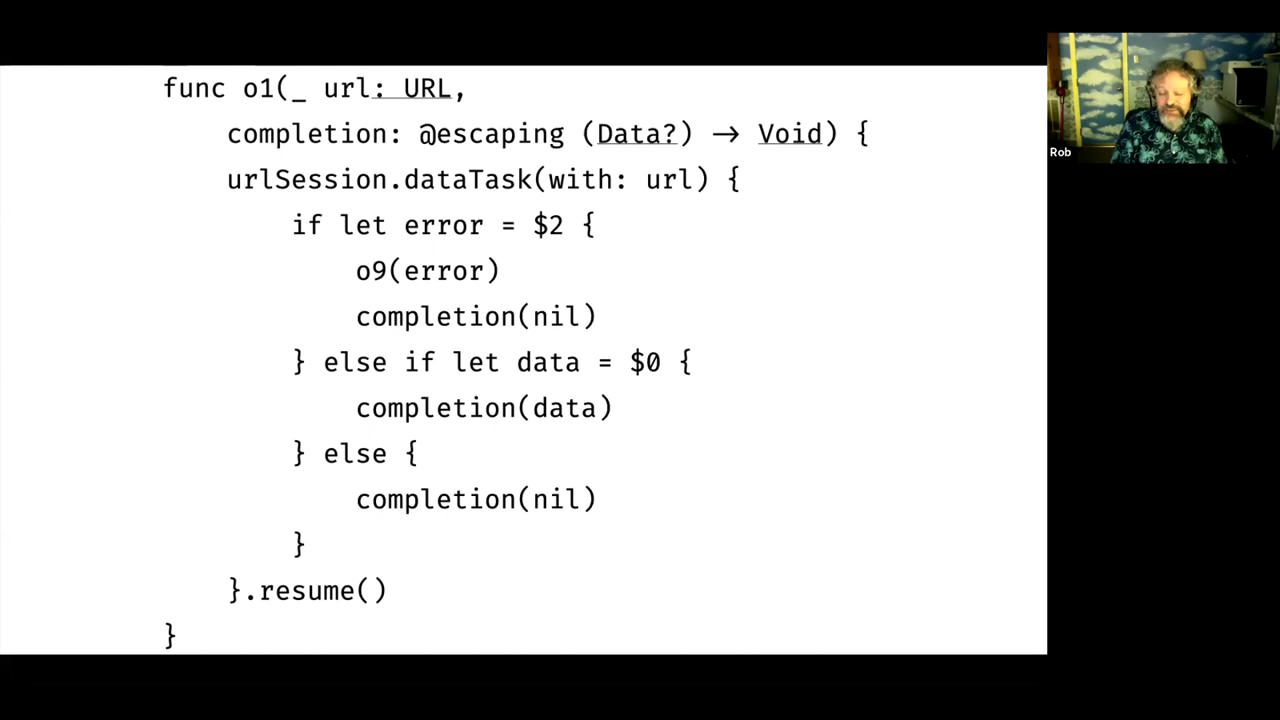 func o1(_ url: URL,
completion: @escaping (Data?) -> Void) {
urlSession.dataTask(with: url) {
if let error = $2 {
o9(error)
completion(nil)
} else if let data = $0 {
completion(data)
} else {
completion(nil)
}
}.resume()
}
Rob